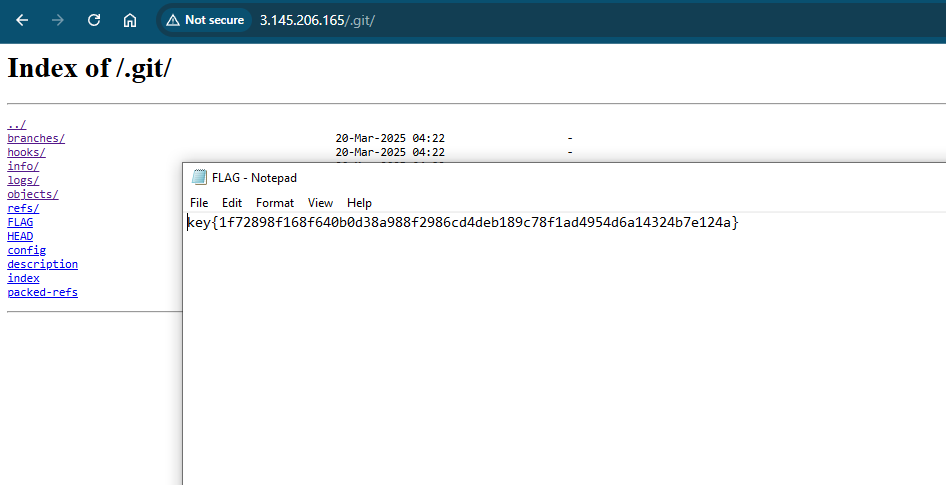 Not secure 3.145.206.165/.git/
Index of /.git/
../
branches/ 20-Mar-2025 04:22 -
hooks/ 20-Mar-2025 04:22 -
info/
logs/
objects/
refs/
FLAG
HEAD
config
description
index
packed-refs
FLAG - Notepad
File Edit Format View Help
key{1f72898f168f640b0d38a988f2986cd4deb189c78f1ad4954d6a14324b7e124a}